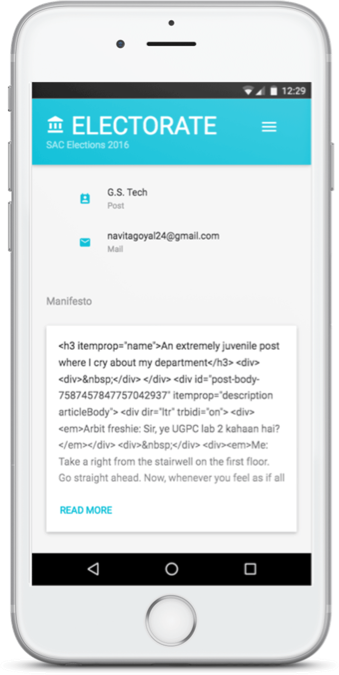 12:29
ELECTORATE
SAC Elections 2016
G.S. Tech
Post
navitagoyal24@gmail.com
Mail
Manifesto
<h3 itemprop="name">An extremely juvenile post
where I cry about my department</h3> <div>
<div>&nbsp;</div> </div> <div id="post-body-
7587457847757042937" itemprop="description
articleBody"> <div dir="ltr" trbidi="on"> <div>
<em>Arbit freshie: Sir, ye UGPC lab 2 kahaan hai?
</em></div> <div>&nbsp;</div> <div><em>Me:
Take a right from the stairwell on the first floor.
Go straight ahead. Now, whenever you feel as if all
READ MORE